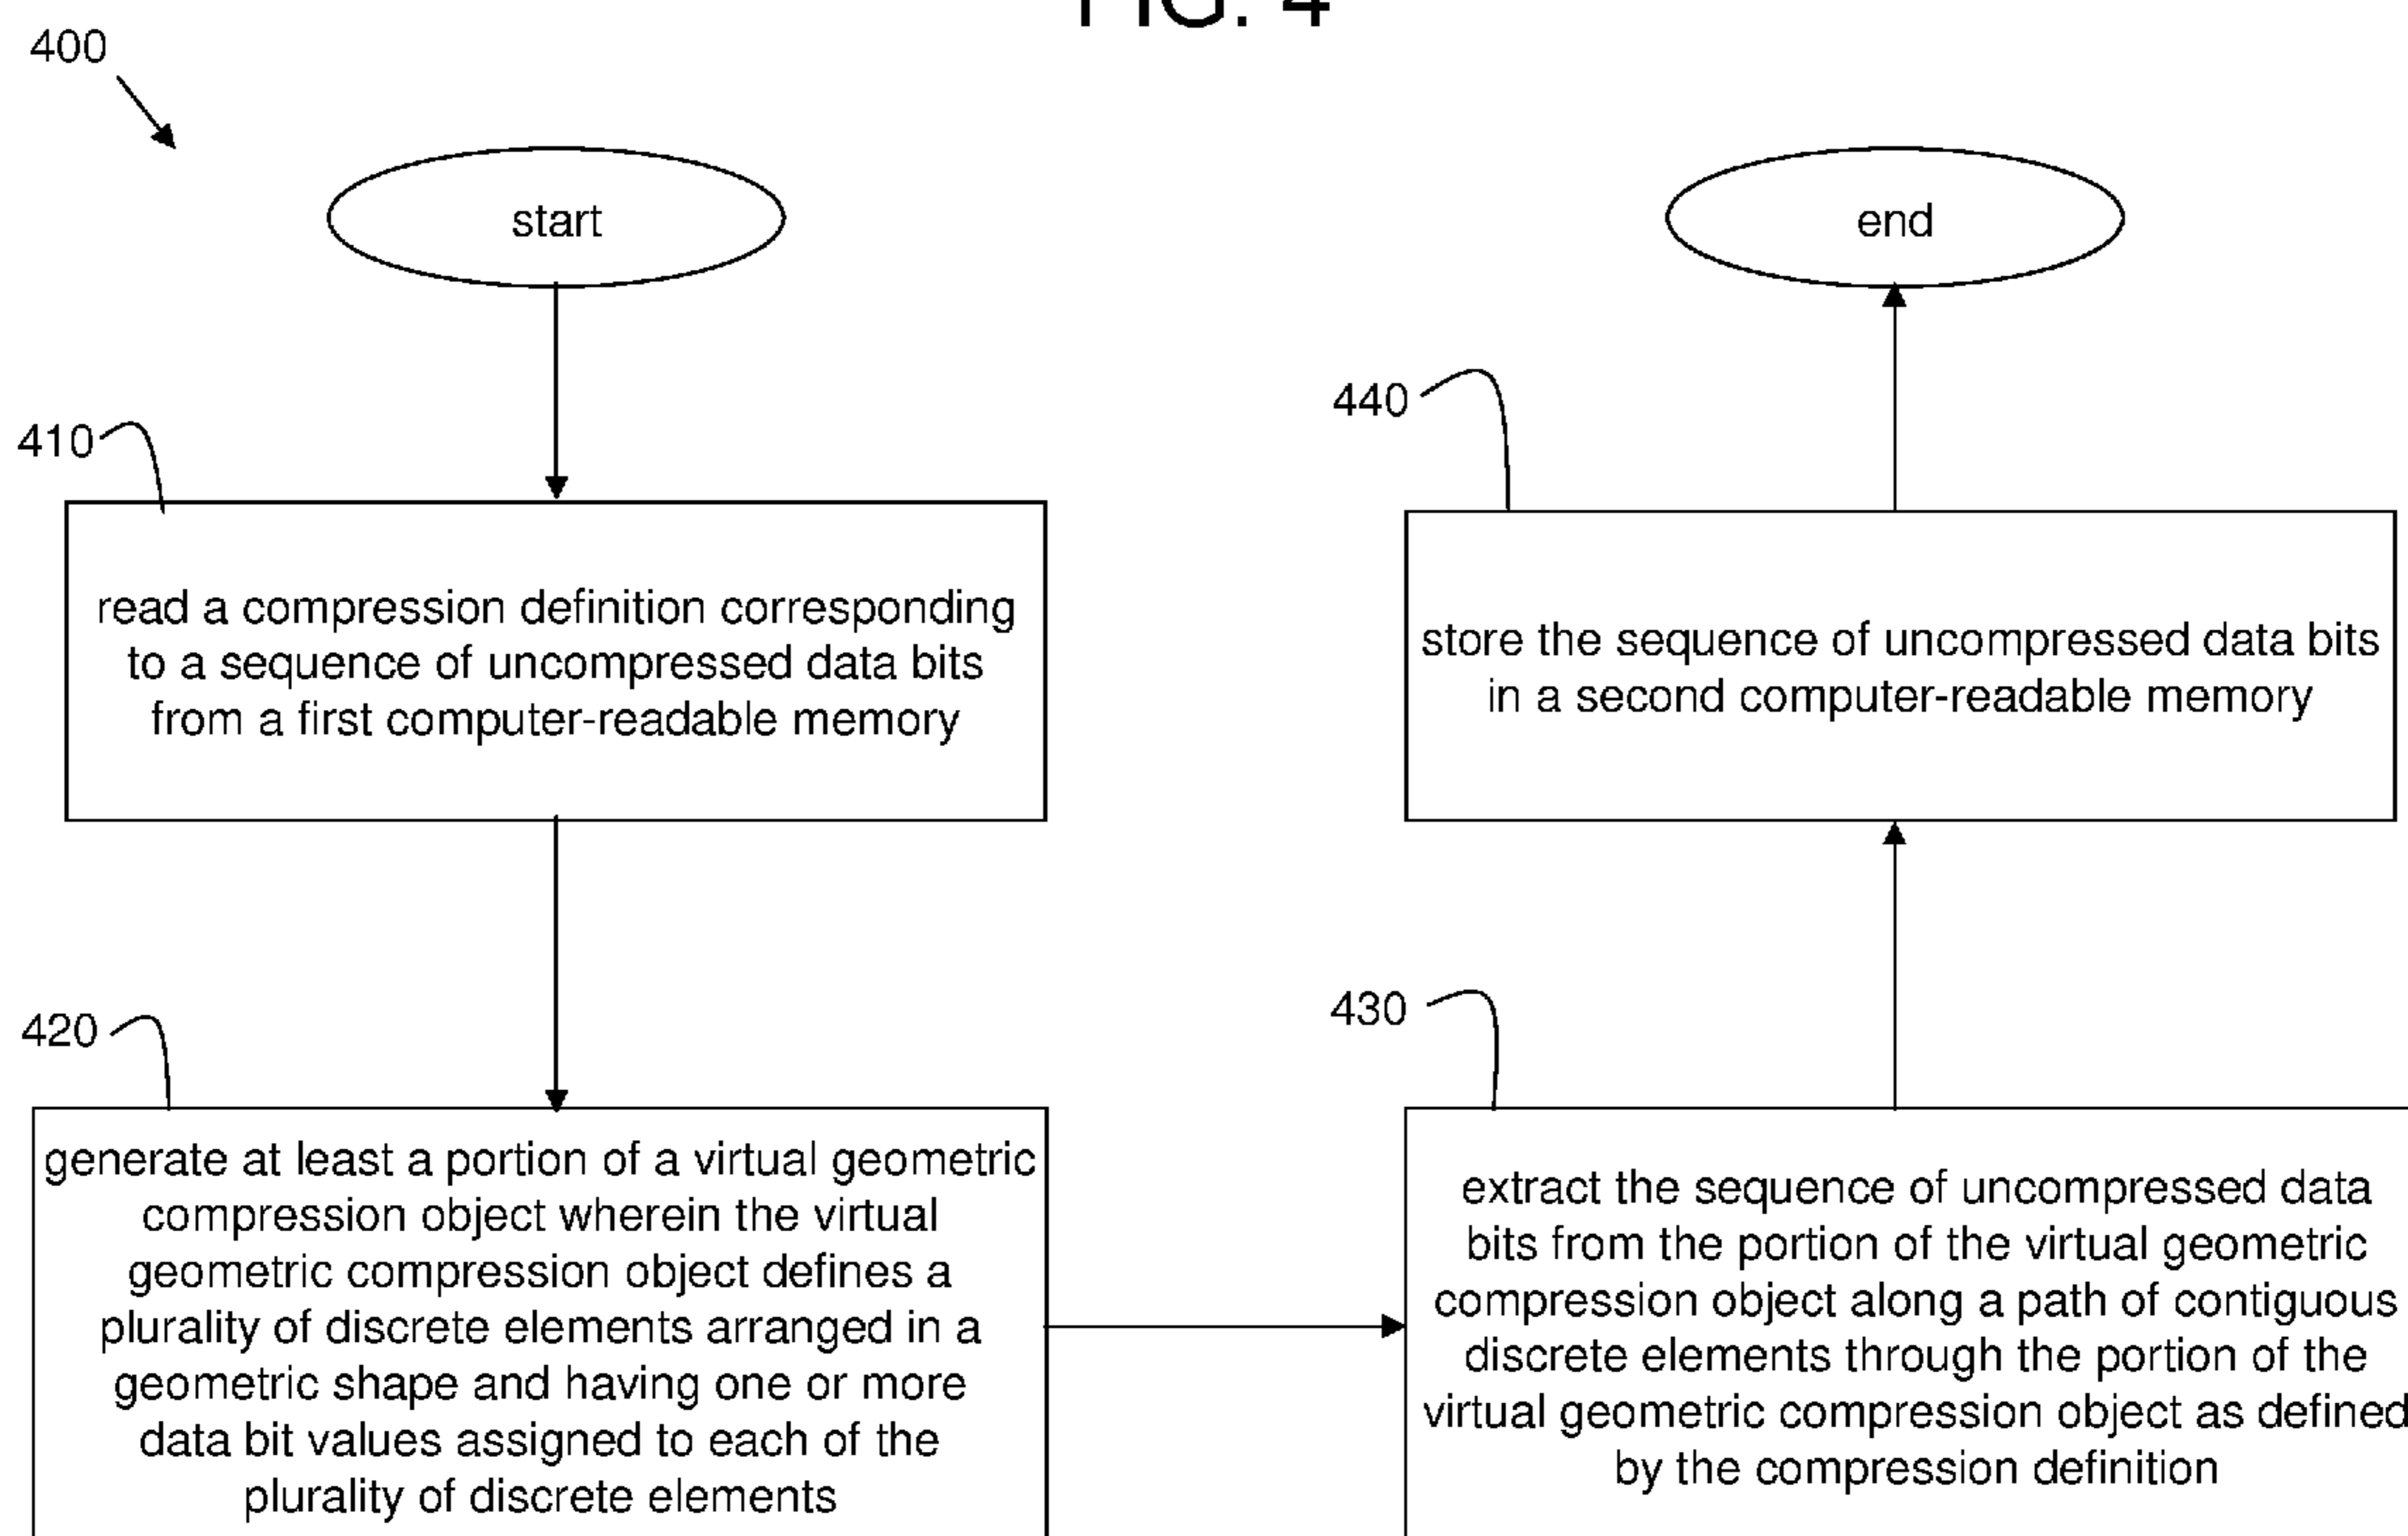 FIG. 4
400
start
410
read a compression definition corresponding
to a sequence of uncompressed data bits
from a first computer-readable memory
420
generate at least a portion of a virtual geometric
compression object wherein the virtual
geometric compression object defines a
plurality of discrete elements arranged in a
geometric shape and having one or more
data bit values assigned to each of the
plurality of discrete elements
430
extract the sequence of uncompressed data
bits from the portion of the virtual geometric
compression object along a path of contiguous
discrete elements through the portion of the
virtual geometric compression object as defined
by the compression definition
440
store the sequence of uncompressed data bits
in a second computer-readable memory
end